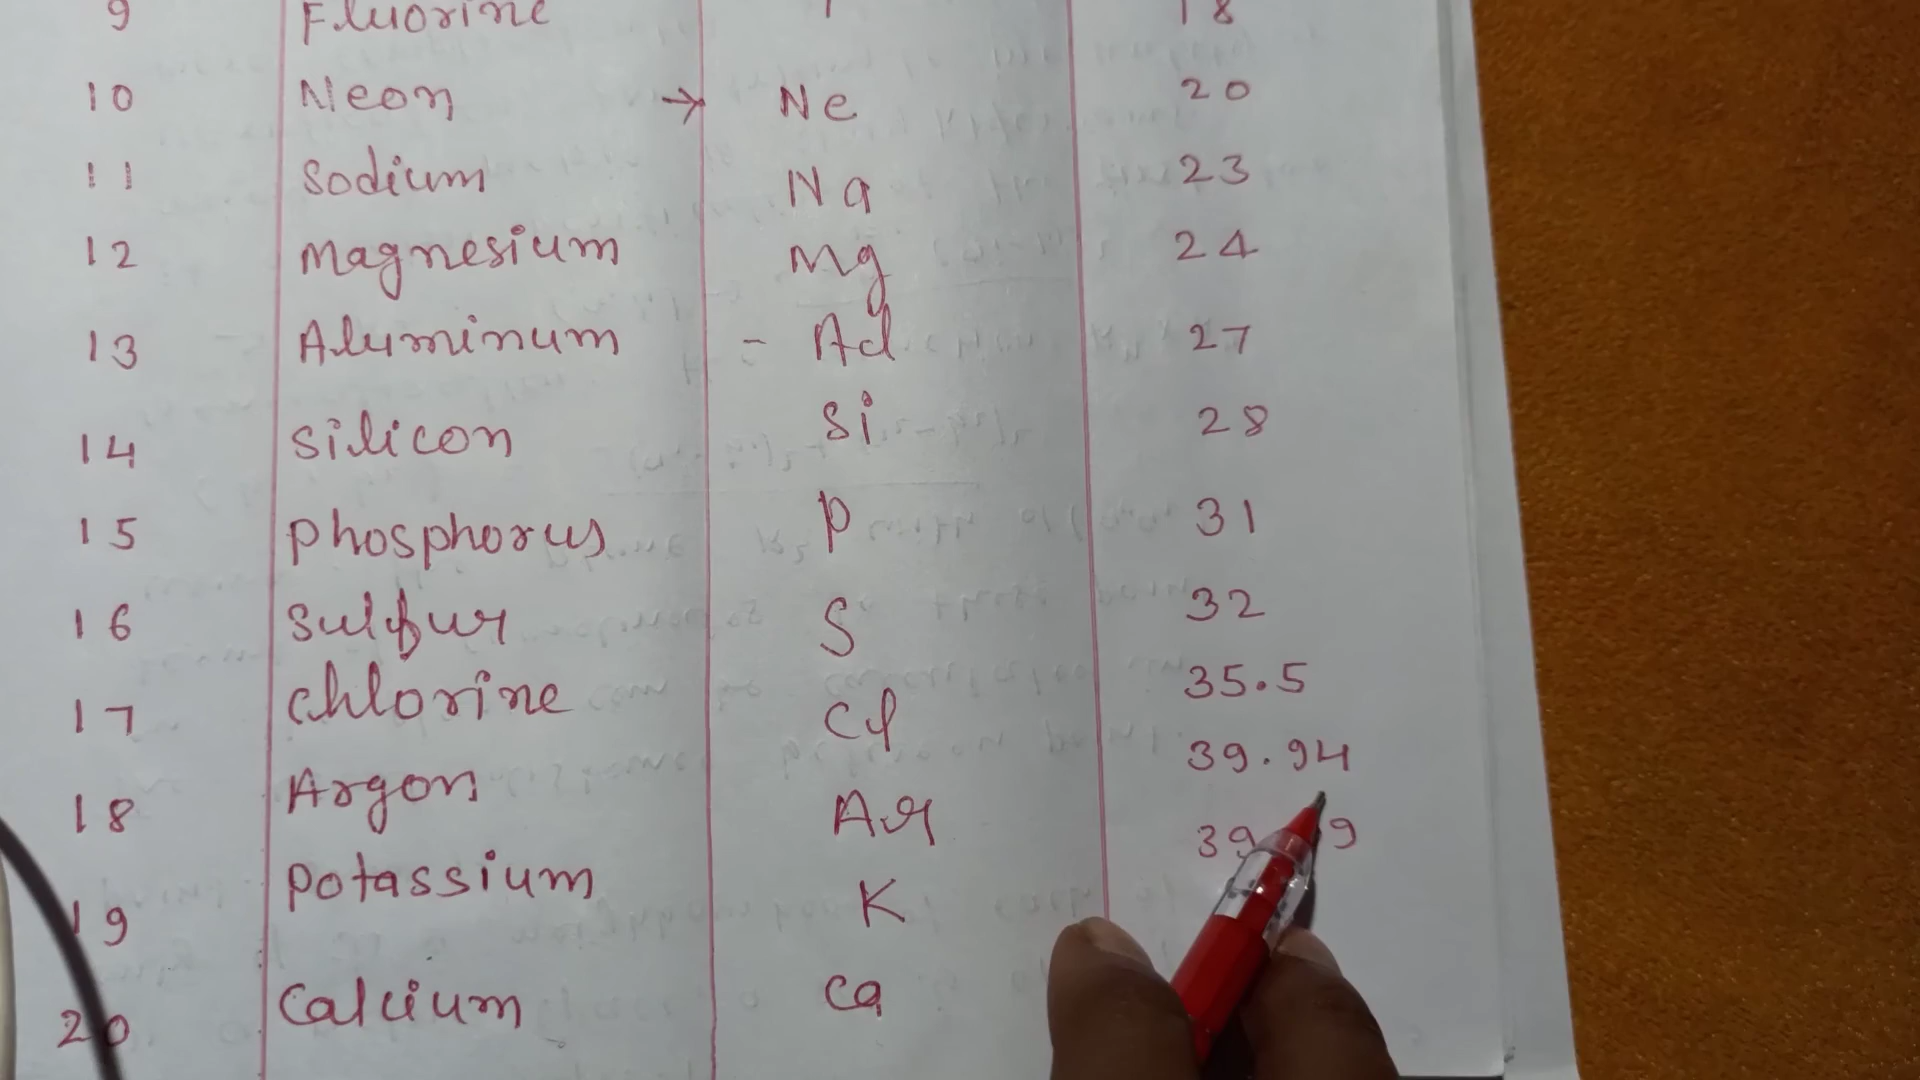 9 Fluorine 18
10 Neon → Ne 20
11 Sodium Na 23
12 Magnesium Mg 24
13 Aluminum - Al 27
14 Silicon Si 28
15 Phosphorus P 31
16 Sulfur S 32
17 Chlorine Cl 35.5
18 Argon Ar 39.94
19 Potassium K 39 9
20 Calcium Ca